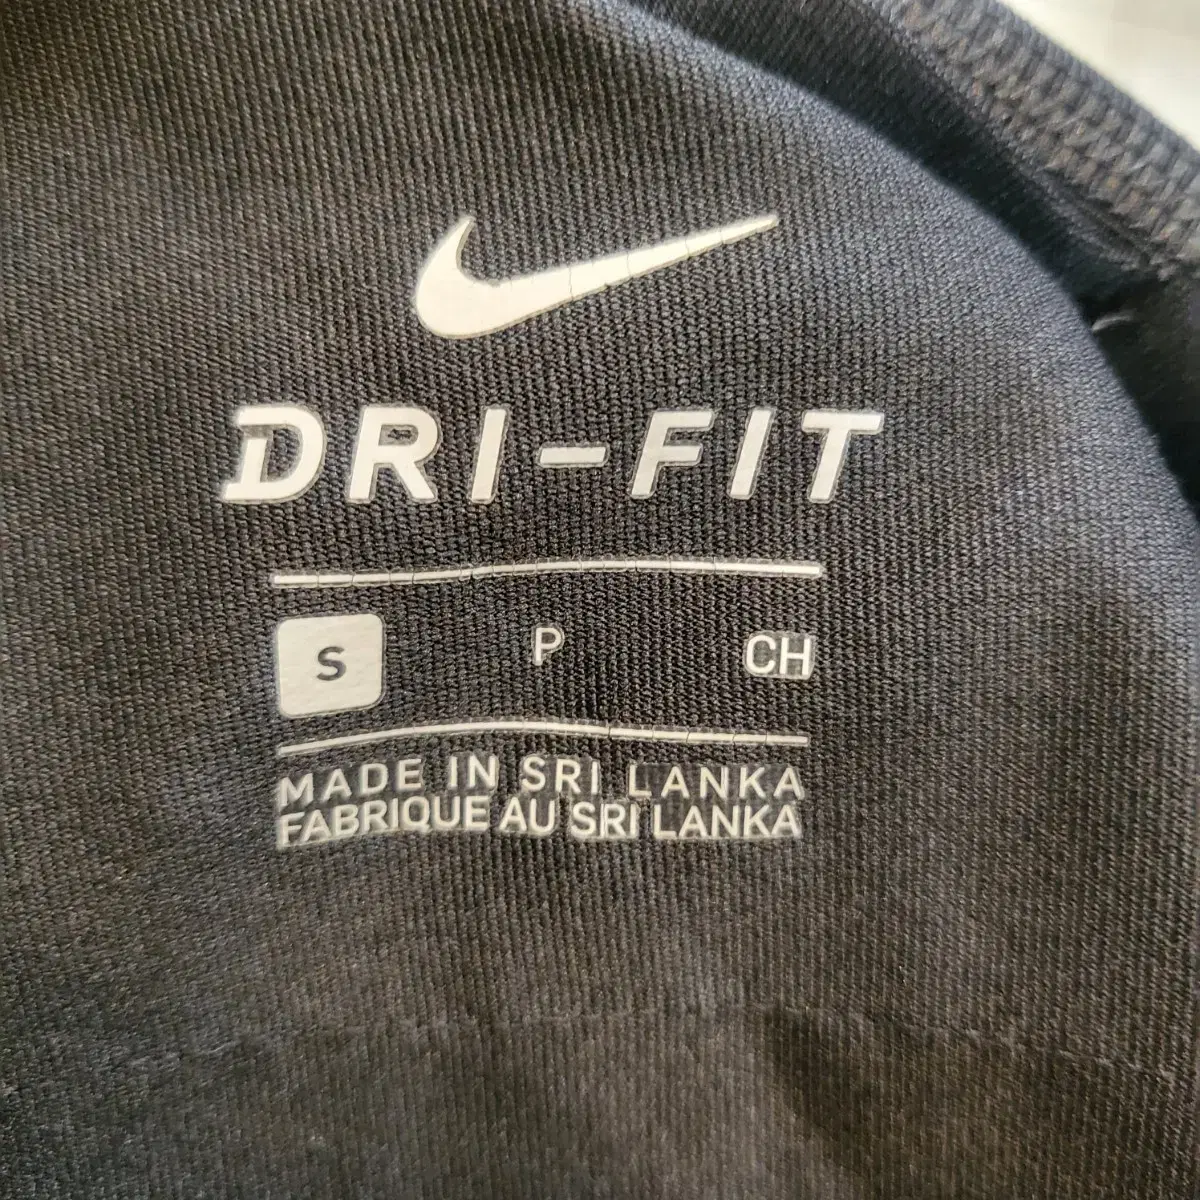 DRI-FIT
S P CH
MADE IN SRI LANKA
FABRIQUE AU SRI LANKA